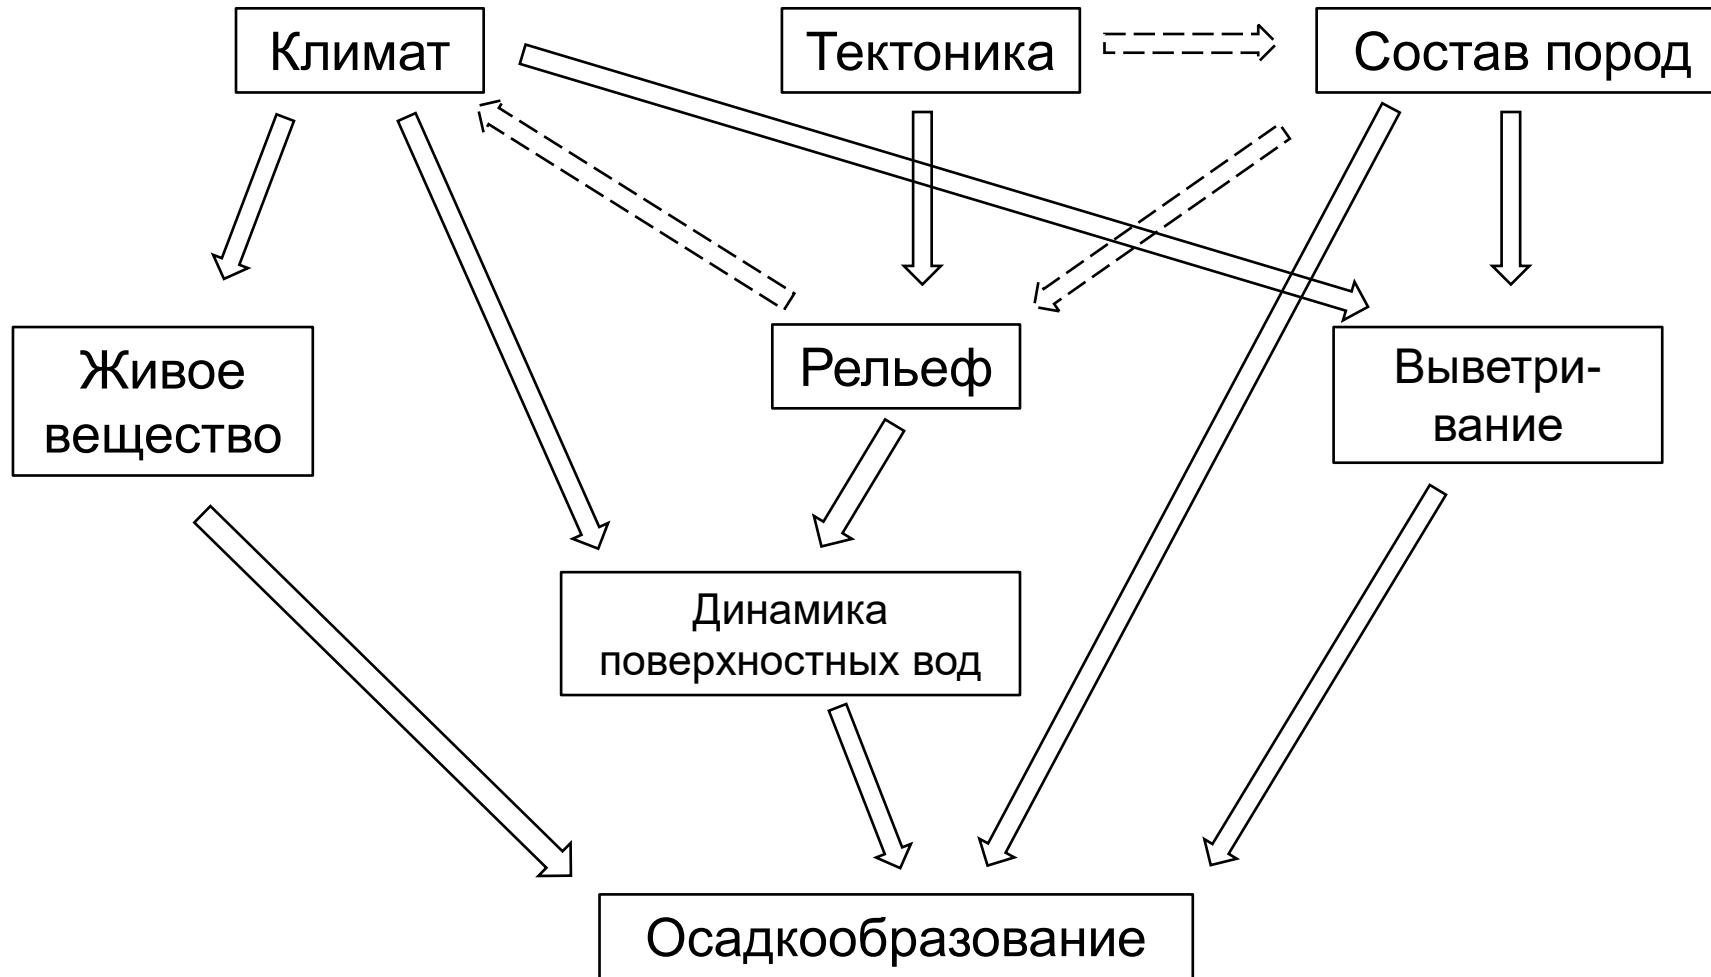 Климат
Тектоника
Состав пород
Живое
вещество
Рельеф
Выветри-
вание
Динамика
поверхностных вод
Осадкообразование